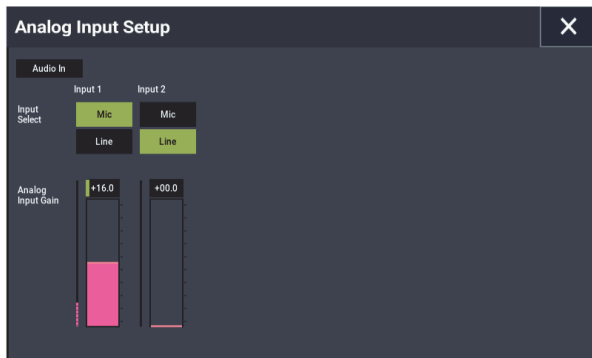 Analog Input Setup
Audio In
Input 1 Input 2
Input
Select
Mic Mic
Line Line
Analog
Input Gain
+16.0 +00.0